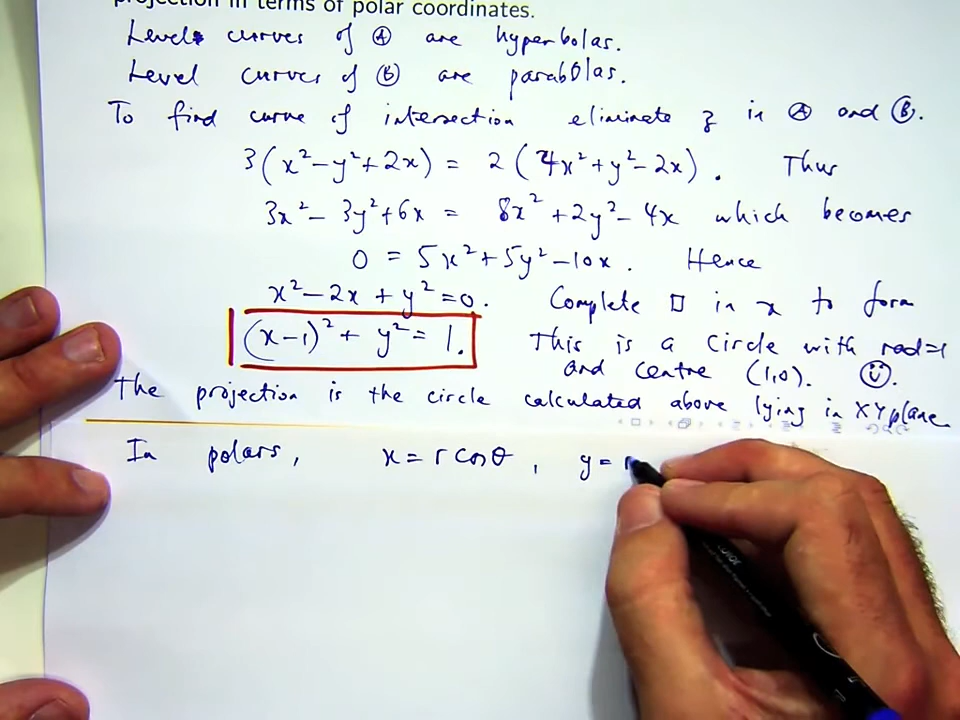 projection in terms of polar coordinates.
Level curves of Ⓐ are hyperbolas.
Level curves of Ⓑ are parabolas.
To find curve of intersection eliminate z in Ⓐ and Ⓑ.
3(x²−y²+2x) = 2(4x²+y²−2x). Thus
3x²−3y²+6x = 8x²+2y²−4x which becomes
0 = 5x²+5y²−10x. Hence
x²−2x+y²=0. Complete □ in x to form
(x−1)²+y²=1. This is a circle with rad=1
and centre (1,0).
The projection is the circle calculated above lying in XY plane
In polars, x=rcosθ, y=r